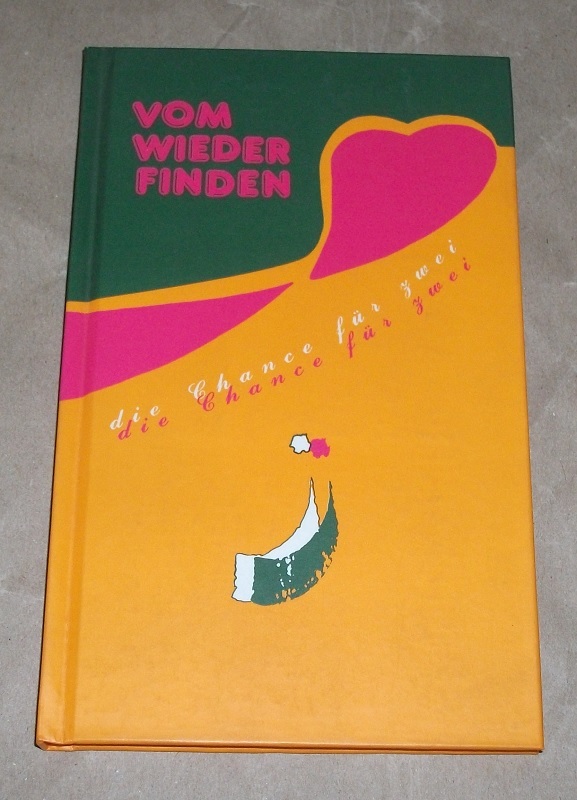 VOM
WIEDER
FINDEN
die Chance für zwei
die Chance für zwei